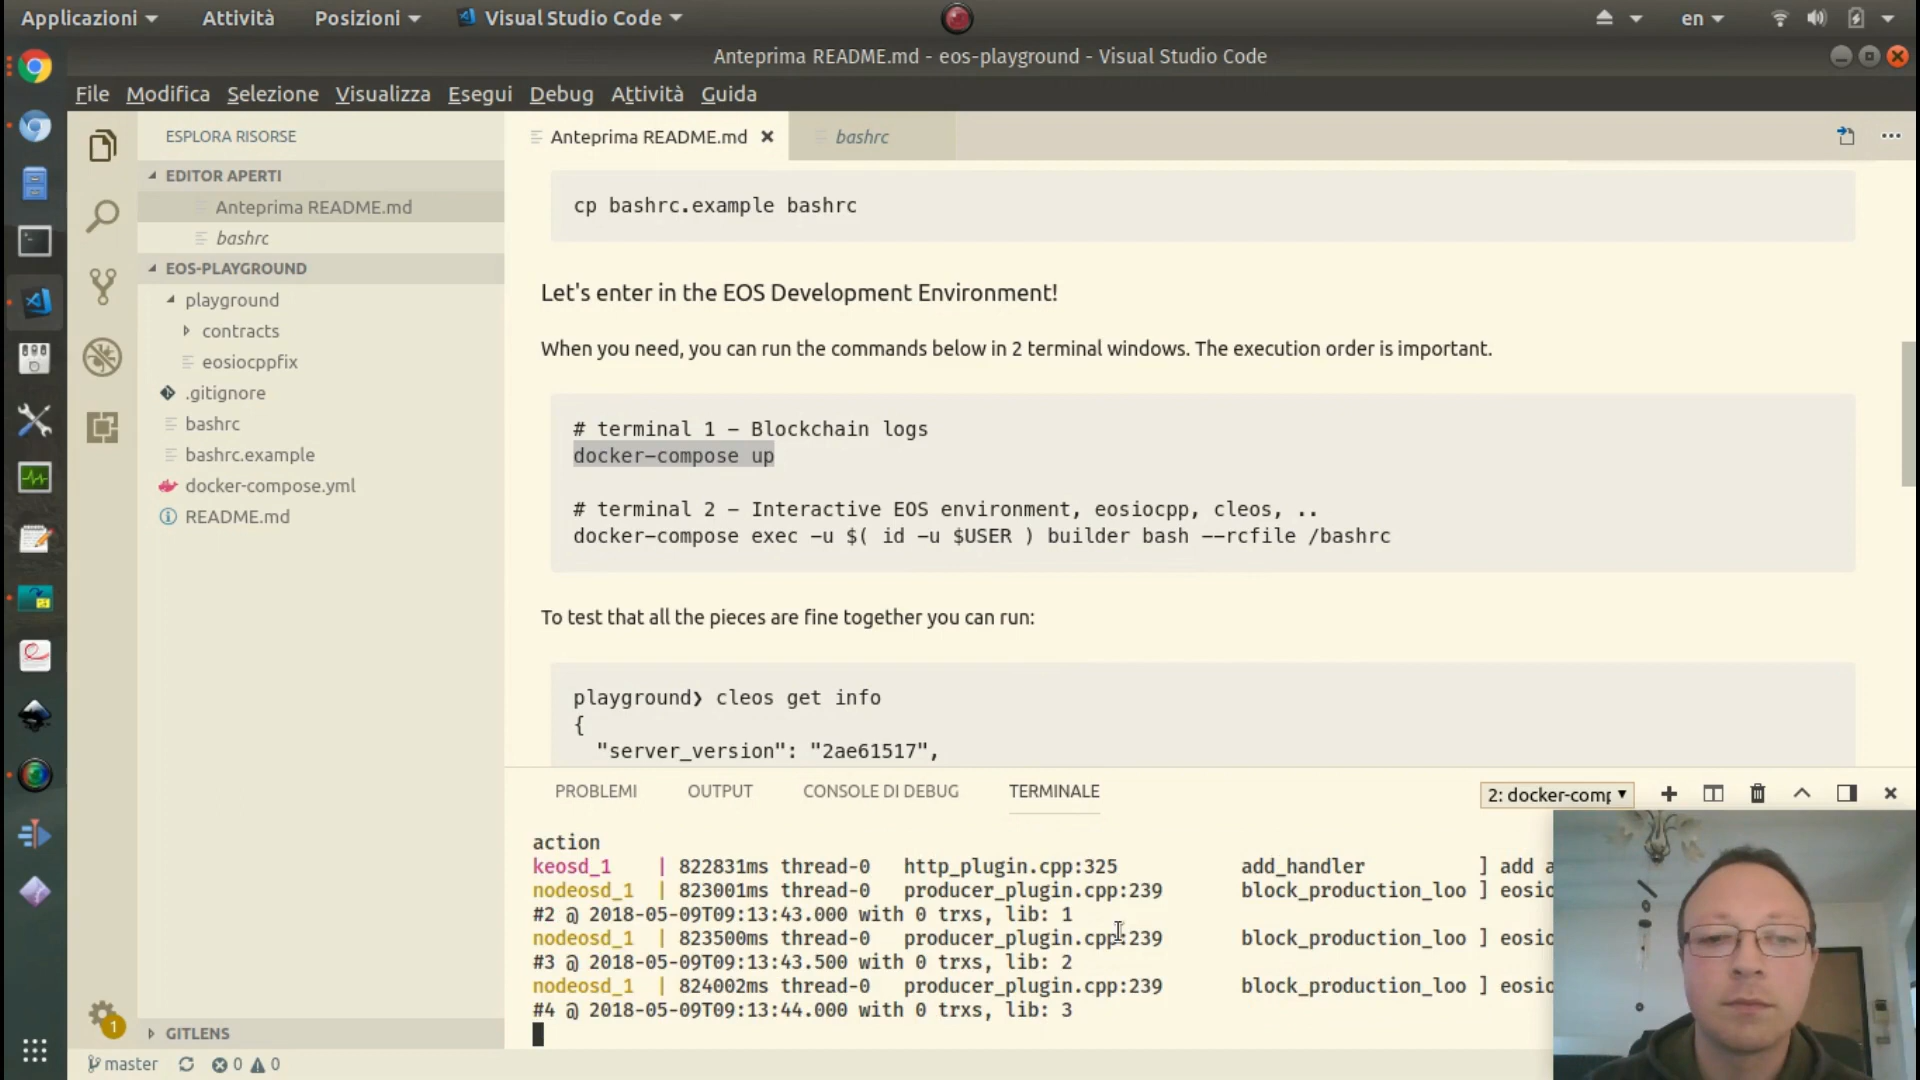 Applicazioni Attività Posizioni Visual Studio Code en
Anteprima README.md - eos-playground - Visual Studio Code
File Modifica Selezione Visualizza Esegui Debug Attività Guida
ESPLORA RISORSE
EDITOR APERTI
Anteprima README.md
bashrc
EOS-PLAYGROUND
playground
contracts
eosiocppfix
.gitignore
bashrc
bashrc.example
docker-compose.yml
README.md
GITLENS
1
Anteprima README.md bashrc
cp bashrc.example bashrc
Let's enter in the EOS Development Environment!
When you need, you can run the commands below in 2 terminal windows. The execution order is important.
# terminal 1 - Blockchain logs
docker-compose up
# terminal 2 - Interactive EOS environment, eosiocpp, cleos, ..
docker-compose exec -u $( id -u $USER ) builder bash --rcfile /bashrc
To test that all the pieces are fine together you can run:
playground❯ cleos get info
{
"server_version": "2ae61517",
PROBLEMI OUTPUT CONSOLE DI DEBUG TERMINALE 2: docker-comp
action
keosd_1 | 822831ms thread-0 http_plugin.cpp:325 add_handler ] add a
nodeosd_1 | 823001ms thread-0 producer_plugin.cpp:239 block_production_loo ] eosio
#2 @ 2018-05-09T09:13:43.000 with 0 trxs, lib: 1
nodeosd_1 | 823500ms thread-0 producer_plugin.cpp:239 block_production_loo ] eosio
#3 @ 2018-05-09T09:13:43.500 with 0 trxs, lib: 2
nodeosd_1 | 824002ms thread-0 producer_plugin.cpp:239 block_production_loo ] eosio
#4 @ 2018-05-09T09:13:44.000 with 0 trxs, lib: 3
master 0 0